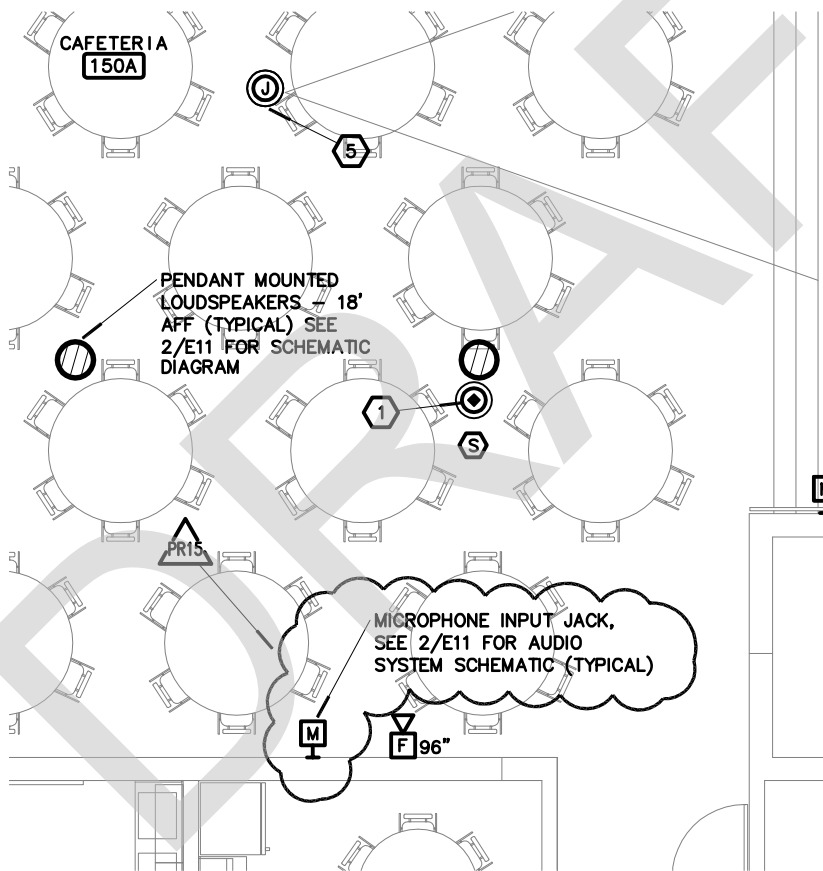 CAFETERIA
150A
J
5
PENDANT MOUNTED
LOUDSPEAKERS – 18'
AFF (TYPICAL) SEE
2/E11 FOR SCHEMATIC
DIAGRAM
1
S
PR15
MICROPHONE INPUT JACK,
SEE 2/E11 FOR AUDIO
SYSTEM SCHEMATIC (TYPICAL)
M
F 96"
DRAF